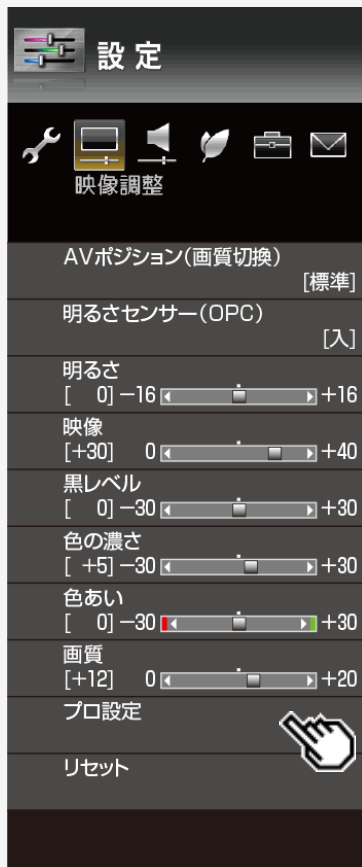 設定
映像調整
AVポジション(画質切換)
[標準]
明るさセンサー(OPC)
[入]
明るさ
[ 0] −16 +16
映像
[+30] 0 +40
黒レベル
[ 0] −30 +30
色の濃さ
[ +5] −30 +30
色あい
[ 0] −30 +30
画質
[+12] 0 +20
プロ設定
リセット